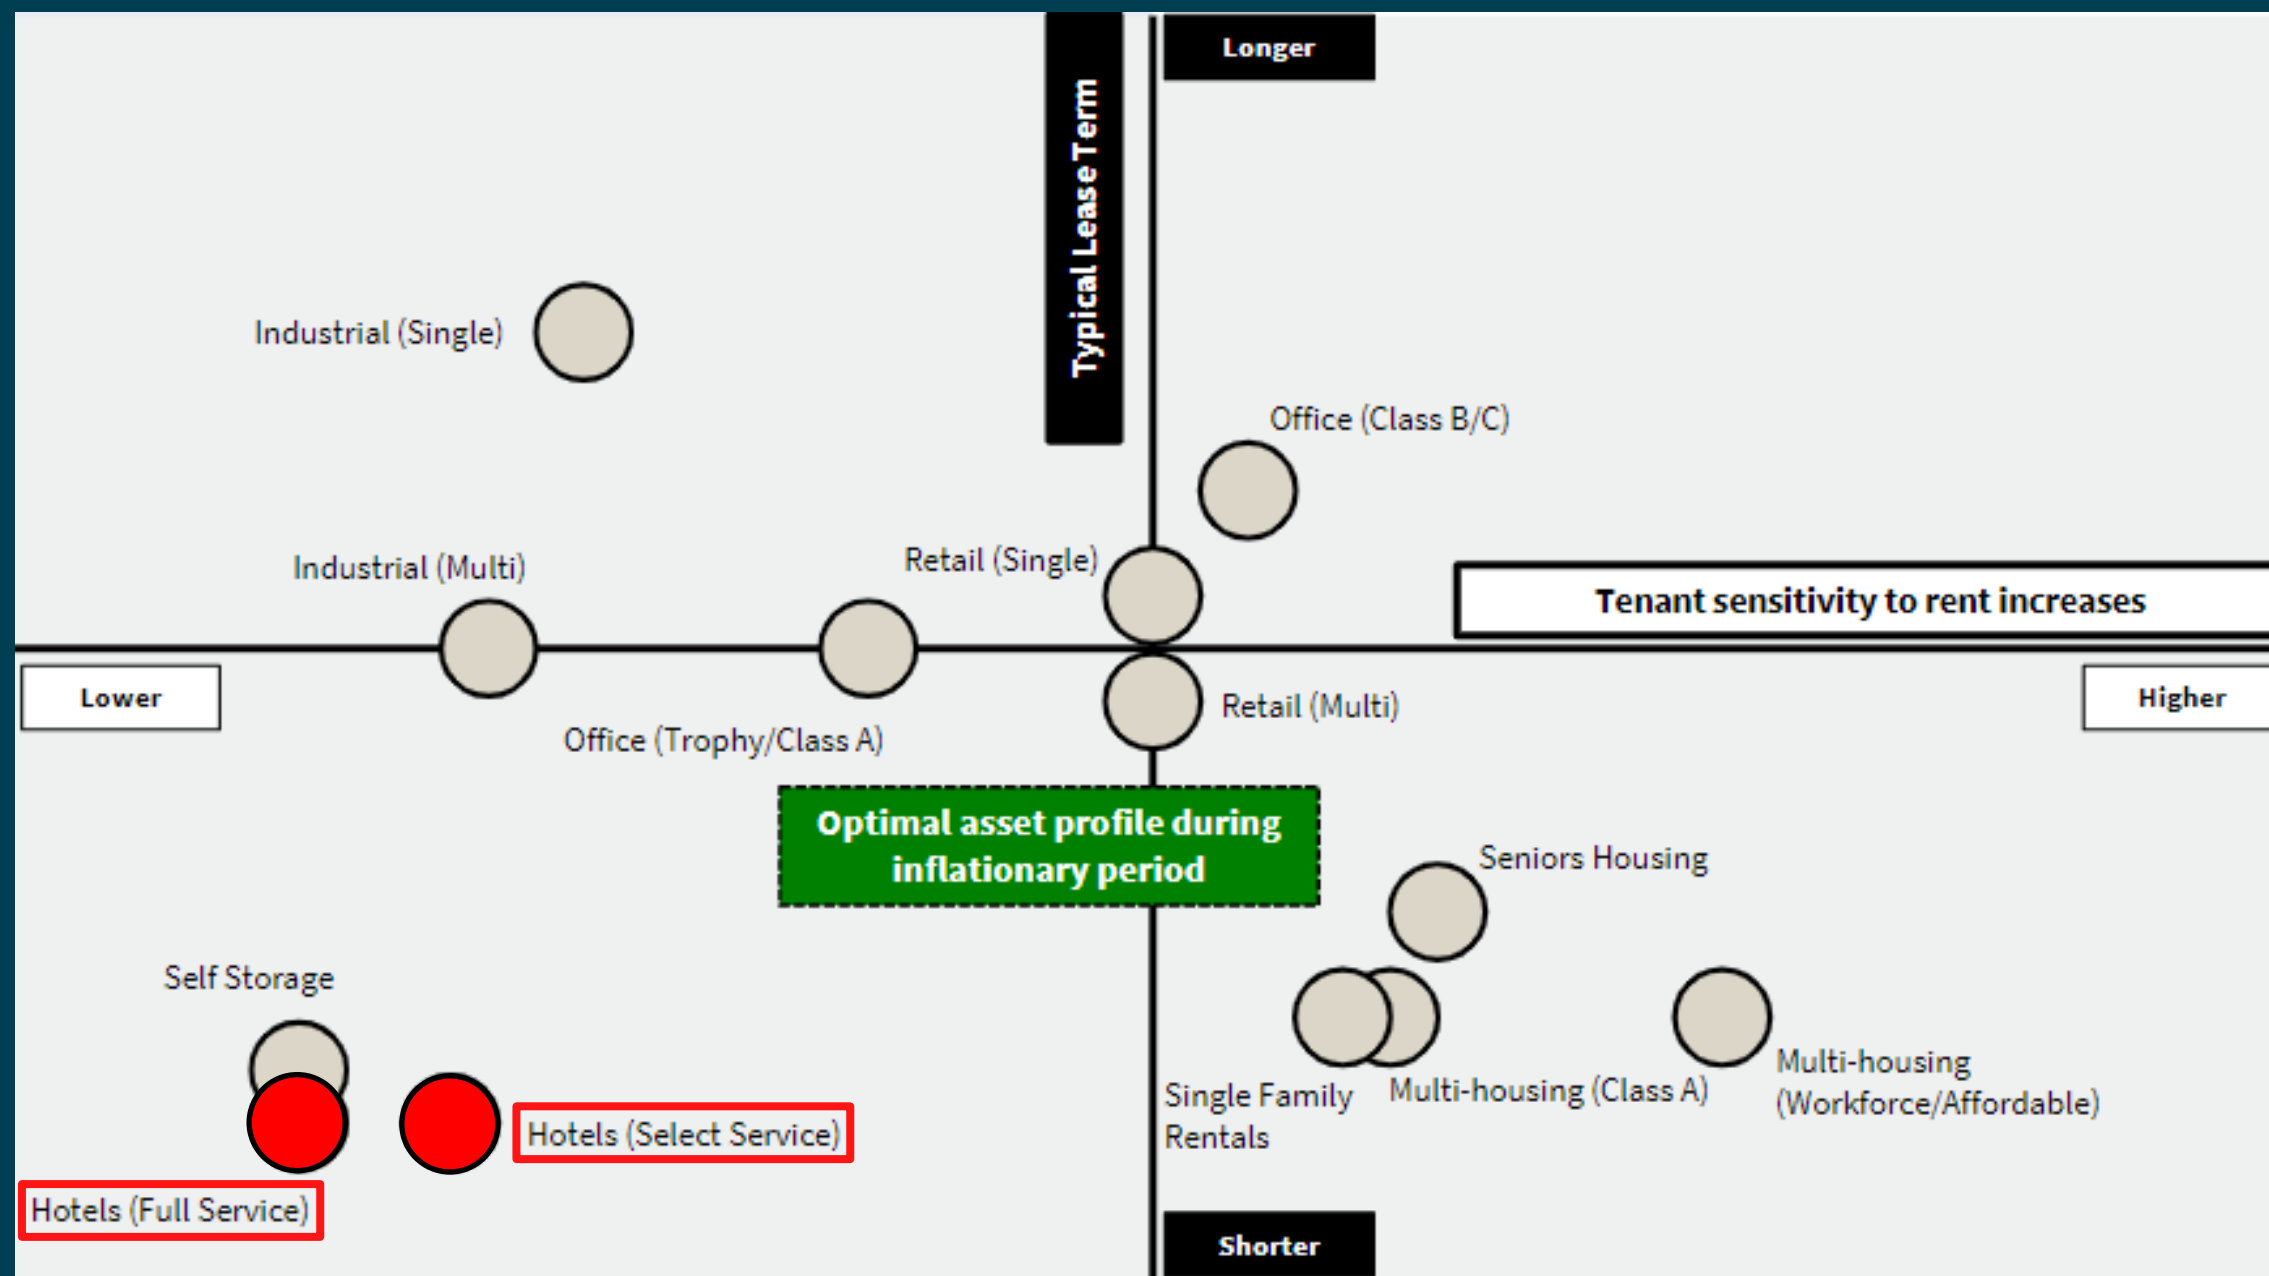 Longer
Typical Lease Term
Industrial (Single)
Office (Class B/C)
Retail (Single)
Industrial (Multi)
Tenant sensitivity to rent increases
Lower
Higher
Retail (Multi)
Office (Trophy/Class A)
Optimal asset profile during
inflationary period
Seniors Housing
Self Storage
Multi-housing
(Workforce/Affordable)
Multi-housing (Class A)
Single Family
Rentals
Hotels (Select Service)
Hotels (Full Service)
Shorter